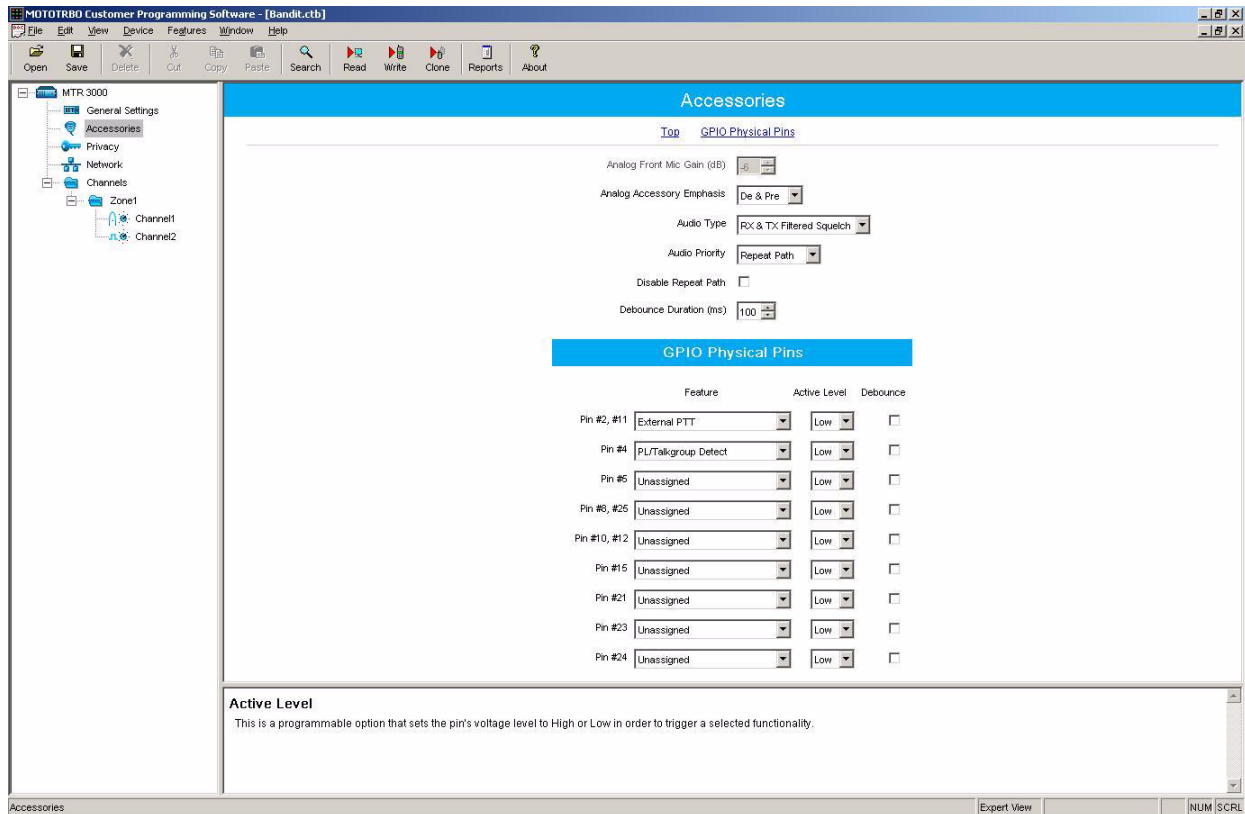 MOTOTRBO Customer Programming Software - [Bandit.ctb]
File Edit View Device Features Window Help
Open Save Delete Cut Copy Paste Search Read Write Clone Reports About
MTR 3000
General Settings
Accessories
Privacy
Network
Channels
Zone1
Channel1
Channel2
Accessories
Top GPIO Physical Pins
Analog Front Mic Gain (dB) -6
Analog Accessory Emphasis De & Pre
Audio Type RX & TX Filtered Squelch
Audio Priority Repeat Path
Disable Repeat Path
Debounce Duration (ms) 100
GPIO Physical Pins
Feature Active Level Debounce
Pin #2, #11 External PTT Low
Pin #4 PL/Talkgroup Detect Low
Pin #5 Unassigned Low
Pin #8, #25 Unassigned Low
Pin #10, #12 Unassigned Low
Pin #15 Unassigned Low
Pin #21 Unassigned Low
Pin #23 Unassigned Low
Pin #24 Unassigned Low
Active Level
This is a programmable option that sets the pin's voltage level to High or Low in order to trigger a selected functionality.
Accessories Expert View NUM SCRL